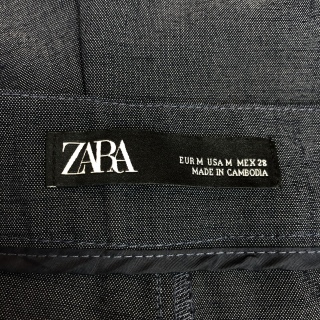 ZARA
EUR M USA M MEX 28
MADE IN CAMBODIA